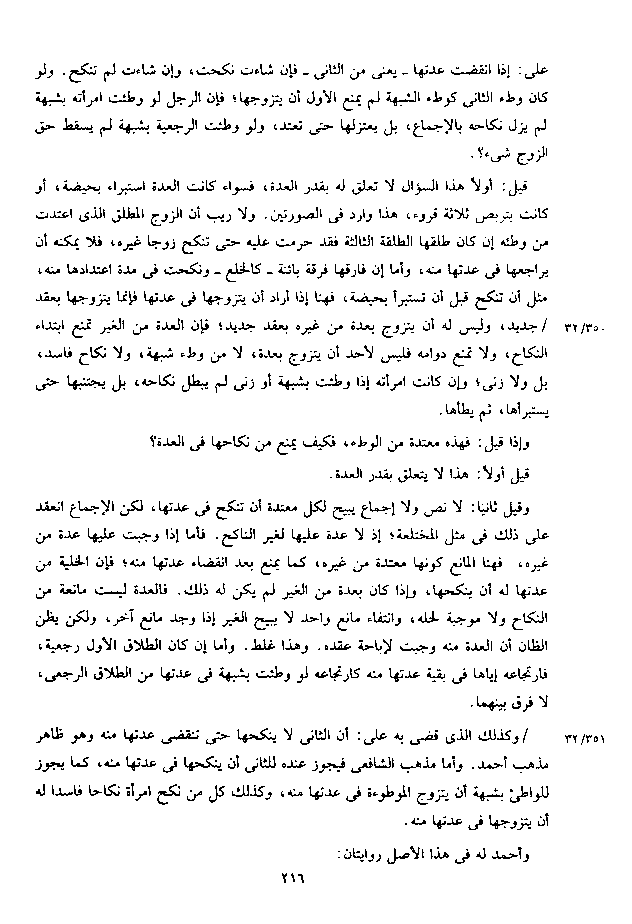 على: إذا انقضت عدتها ـ يعنى من الثانى ـ فإن شاءت نكحت، وإن شاءت لم تنكح. ولو
كان وطء الثانى كوطء الشبهة لم يمنع الأول أن يتزوجها؛ فإن الرجل لو وطئت امرأته بشبهة
لم يزل نكاحه بالإجماع، بل يعتزلها حتى تعتد، ولو وطئت الرجعية بشبهة لم يسقط حق
الزوج شىء؟.
قيل: أولاً هذا السؤال لا تعلق له بقدر العدة، فسواء كانت العدة استبراء بحيضة، أو
كانت بتربص ثلاثة قروء، هذا وارد فى الصورتين. ولا ريب أن الزوج المطلق الذى اعتدت
من وطئه إن كان طلقها الطلقة الثالثة فقد حرمت عليه حتى تنكح زوجا غيره، فلا يمكنه أن
يراجعها فى عدتها منه، وأما إن فارقها فرقة بائنة ـ كالخلع ـ ونكحت فى مدة اعتدادها منه،
مثل أن تنكح قبل أن تستبرأ بحيضة، فهنا إذا أراد أن يتزوجها فى عدتها فإنما يتزوجها بعقد
٣٢/٣٥٠ / جديد، وليس له أن يتزوج بعدة من غيره بعقد جديد؛ فإن العدة من الغير تمنع ابتداء
النكاح، ولا تمنع دوامه فليس لأحد أن يتزوج بعدة، لا من وطء شبهة، ولا نكاح فاسد،
بل ولا زنى؛ وإن كانت امرأته إذا وطئت بشبهة أو زنى لم يبطل نكاحه، بل يجتنبها حتى
يستبرأها، ثم يطأها.
وإذا قيل: فهذه معتدة من الوطء، فكيف يمنع من نكاحها فى العدة؟
قيل أولاً: هذا لا يتعلق بقدر العدة.
وقيل ثانيا: لا نص ولا إجماع يبيح لكل معتدة أن تنكح فى عدتها، لكن الإجماع انعقد
على ذلك فى مثل المختلعة؛ إذ لا عدة عليها لغير الناكح. فأما إذا وجبت عليها عدة من
غيره، فهنا المانع كونها معتدة من غيره، كما يمنع بعد انقضاء عدتها منه؛ فإن الخلية من
عدتها له أن ينكحها، وإذا كان بعدة من الغير لم يكن له ذلك. فالعدة ليست مانعة من
النكاح ولا موجبة لحله، وانتفاء مانع واحد لا يبيح الغير إذا وجد مانع آخر، ولكن يظن
الظان أن العدة منه وجبت لإباحة عقده. وهذا غلط. وأما إن كان الطلاق الأول رجعية،
فارتجاعه إياها فى بقية عدتها منه كارتجاعه لو وطئت بشبهة فى عدتها من الطلاق الرجعى،
لا فرق بينهما.
٣٢/٣٥١ / وكذلك الذى قضى به على: أن الثانى لا ينكحها حتى تنقضى عدتها منه وهو ظاهر
مذهب أحمد. وأما مذهب الشافعى فيجوز عنده للثانى أن ينكحها فى عدتها منه، كما يجوز
للواطئ بشبهة أن يتزوج الموطوءة فى عدتها منه، وكذلك كل من نكح امرأة نكاحا فاسدا له
أن يتزوجها فى عدتها منه.
وأحمد له فى هذا الأصل روايتان:
٢١٦